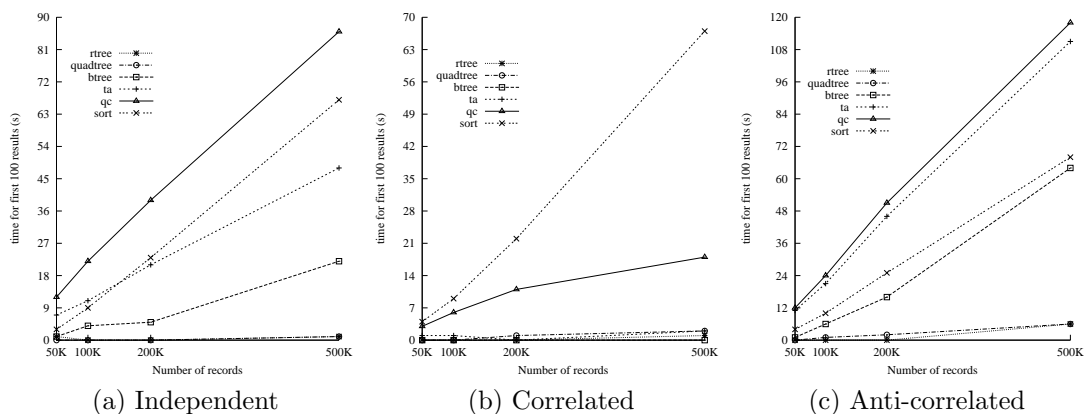 90
81
72
63
54
45
36
27
18
9
0
time for first 100 results (s)
rtree
quadtree
btree
ta
qc
sort
50K 100K 200K 500K
Number of records
(a) Independent
70
63
56
49
42
35
28
21
14
7
0
time for first 100 results (s)
rtree
quadtree
btree
ta
qc
sort
50K 100K 200K 500K
Number of records
(b) Correlated
120
108
96
84
72
60
48
36
24
12
0
time for first 100 results (s)
rtree
quadtree
btree
ta
qc
sort
50K 100K 200K 500K
Number of records
(c) Anti-correlated